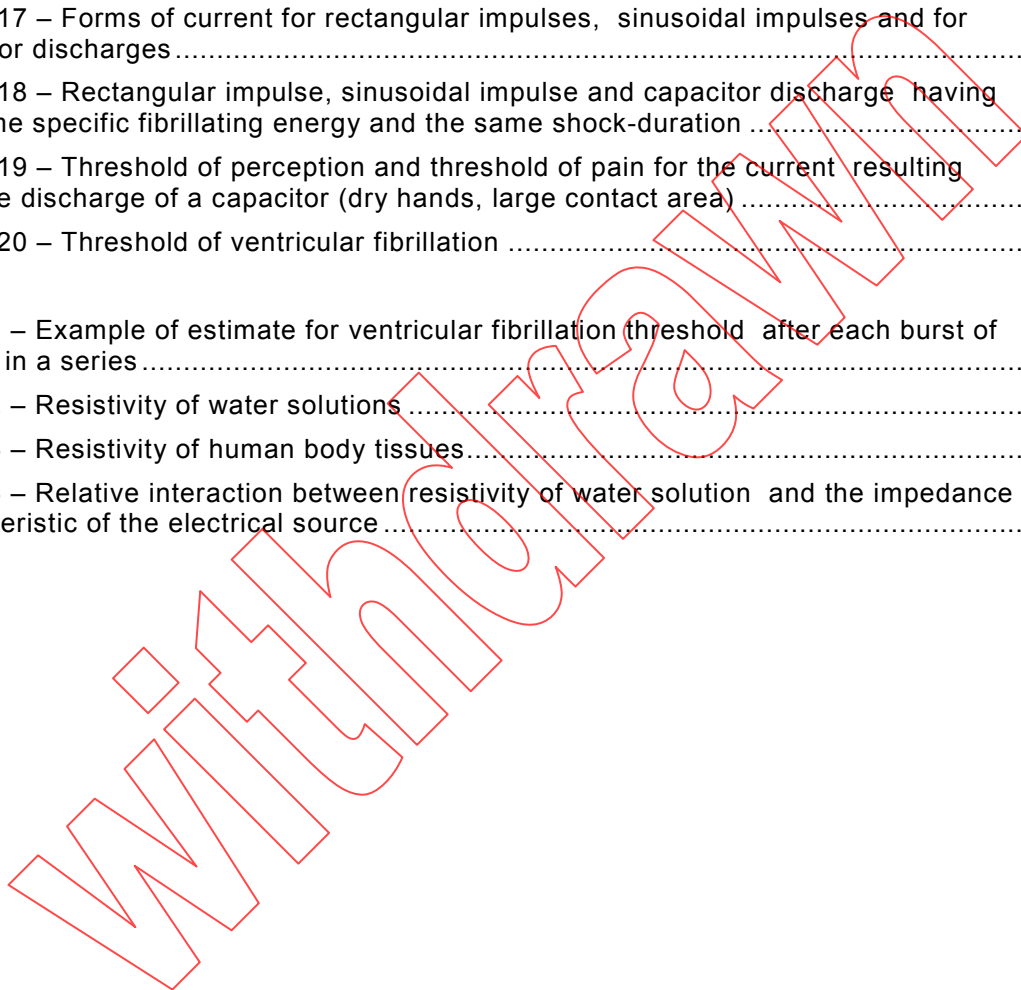 17 – Forms of current for rectangular impulses, sinusoidal impulses and for
or discharges
18 – Rectangular impulse, sinusoidal impulse and capacitor discharge having
specific fibrillating energy and the same shock-duration
19 – Threshold of perception and threshold of pain for the current resulting
discharge of a capacitor (dry hands, large contact area)
20 – Threshold of ventricular fibrillation
– Example of estimate for ventricular fibrillation threshold after each burst of
in a series
– Resistivity of water solutions
– Resistivity of human body tissues
– Relative interaction between resistivity of water solution and the impedance
eristic of the electrical source
withdrawn